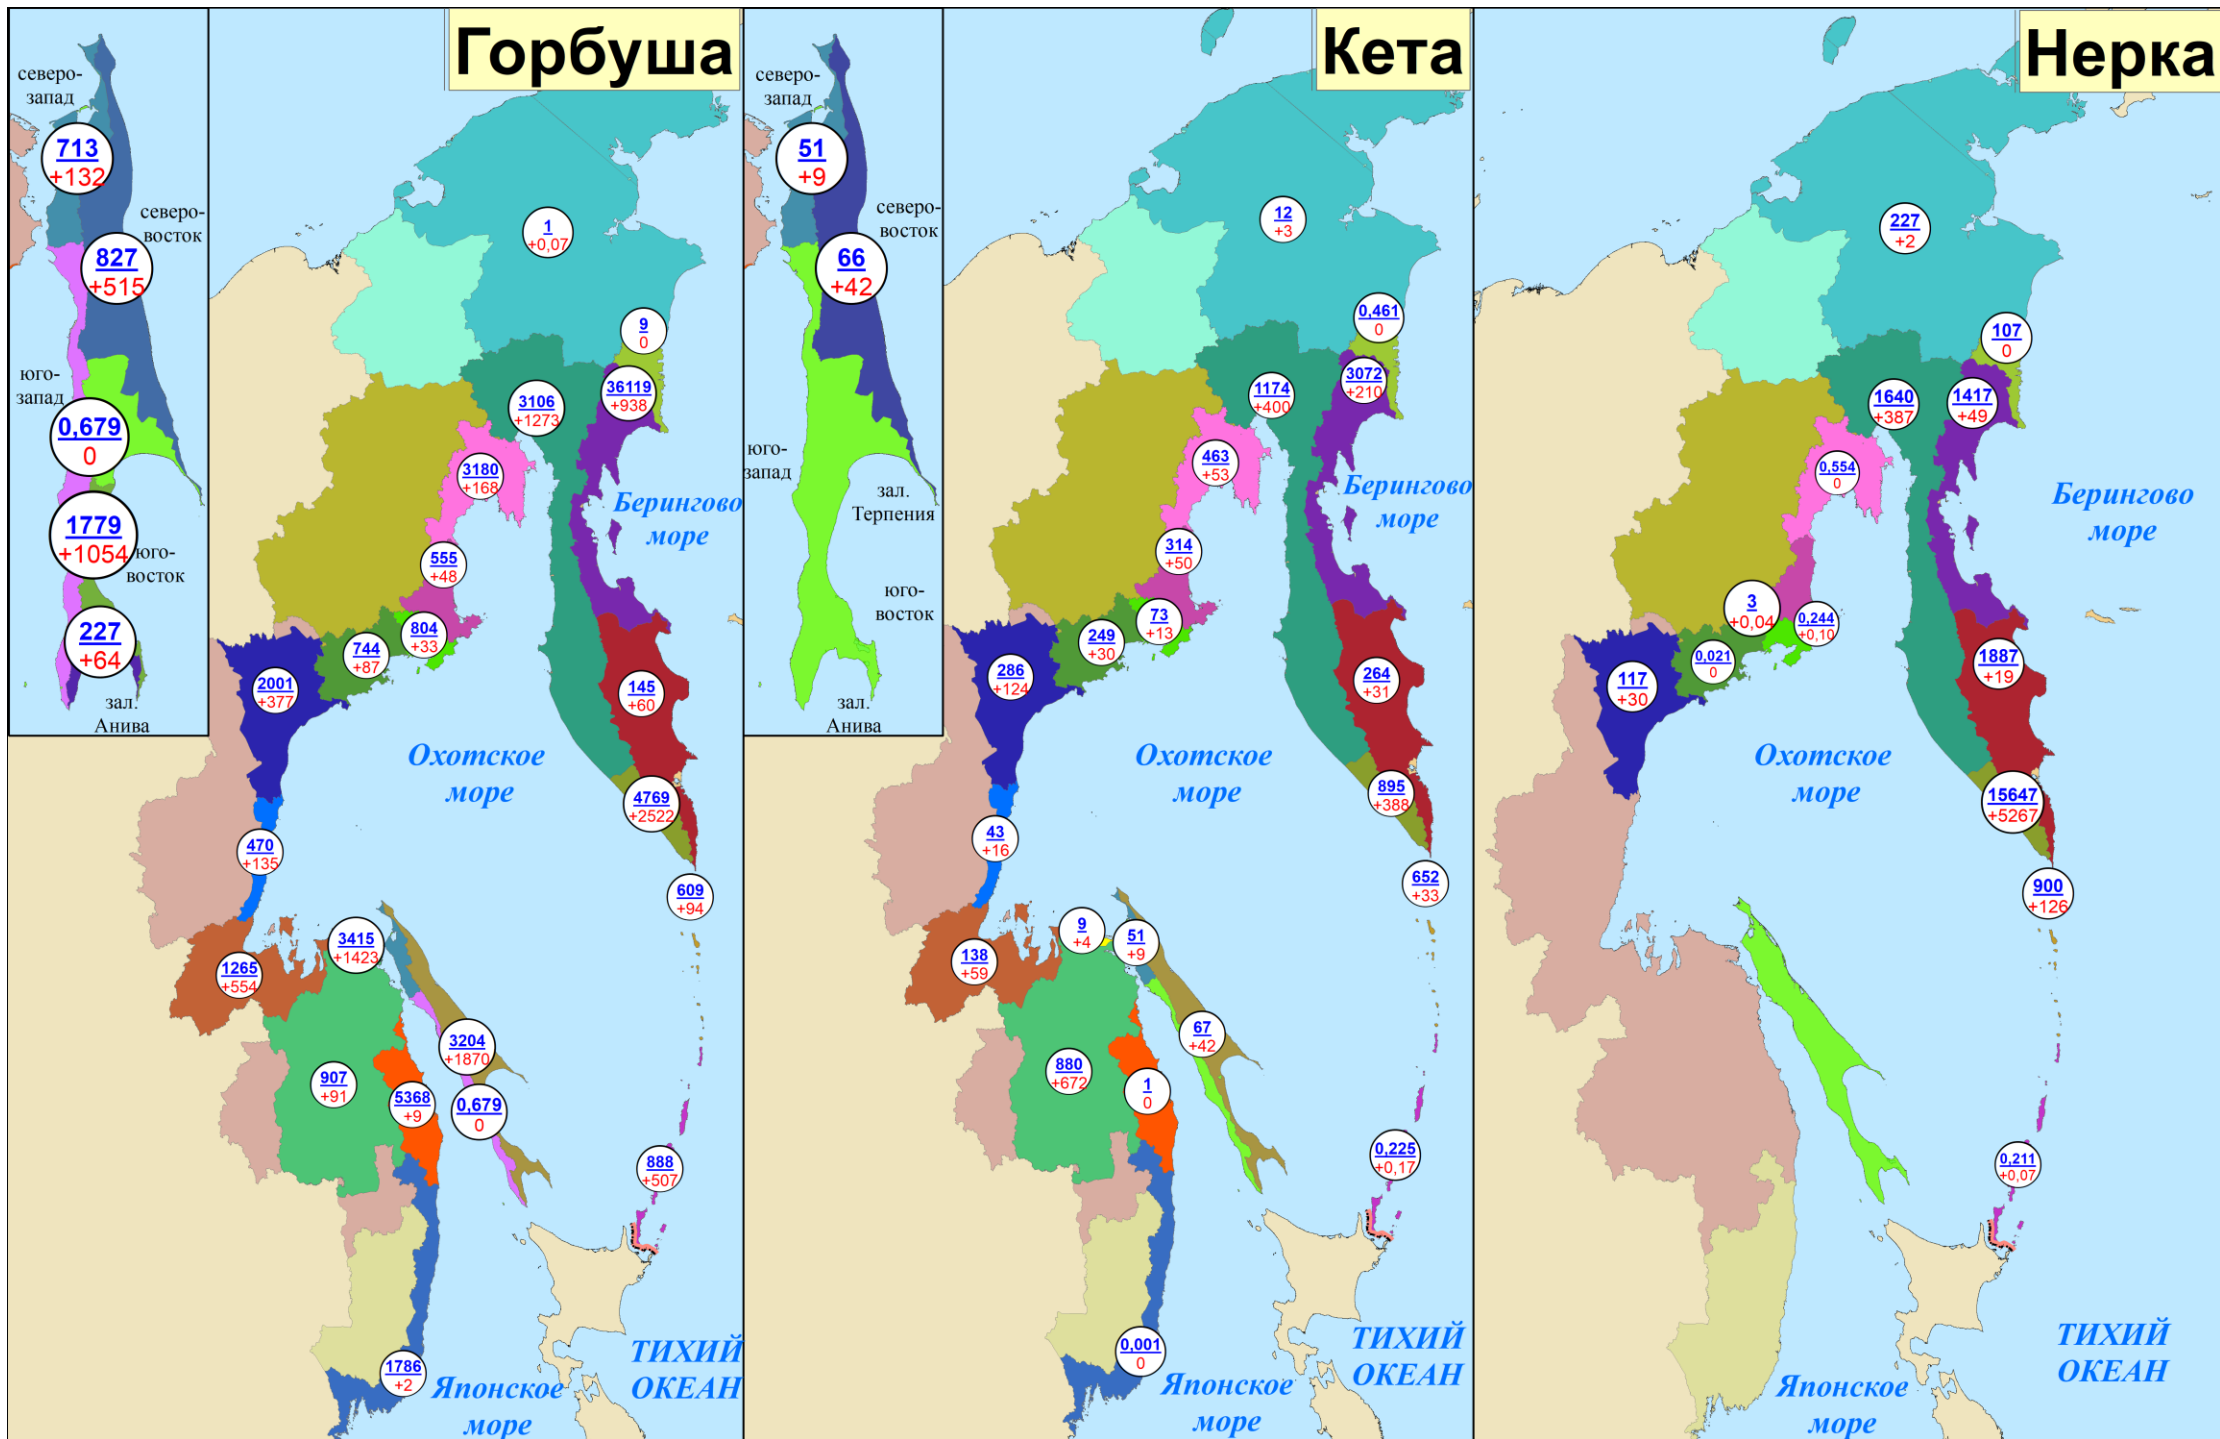 Горбуша
северо-
запад
713
+132
северо-
восток
827
+515
юго-
запад
0,679
0
1779
+1054
юго-
восток
227
+64
зал.
Анива
1
+0,07
9
0
36119
+938
3106
+1273
3180
+168
Берингово
море
555
+48
804
+33
744
+87
2001
+377
145
+60
Охотское
море
4769
+2522
470
+135
609
+94
3415
+1423
1265
+554
3204
+1870
907
+91
5368
+9
0,679
0
888
+507
1786
+2
ТИХИЙ
ОКЕАН
Японское
море
Кета
северо-
запад
51
+9
северо-
восток
66
+42
юго-
запад
зал.
Терпения
юго-
восток
зал.
Анива
12
+3
0,461
0
3072
+210
1174
+400
463
+53
Берингово
море
314
+50
73
+13
249
+30
286
+124
264
+31
Охотское
море
895
+388
43
+16
652
+33
9
+4
51
+9
138
+59
67
+42
880
+672
1
0
0,225
+0,17
0,001
0
ТИХИЙ
ОКЕАН
Японское
море
Нерка
227
+2
107
0
1640
+387
1417
+49
0,554
0
Берингово
море
3
+0,04
0,244
+0,10
0,021
0
117
+30
1887
+19
Охотское
море
15647
+5267
900
+126
0,211
+0,07
ТИХИЙ
ОКЕАН
Японское
море